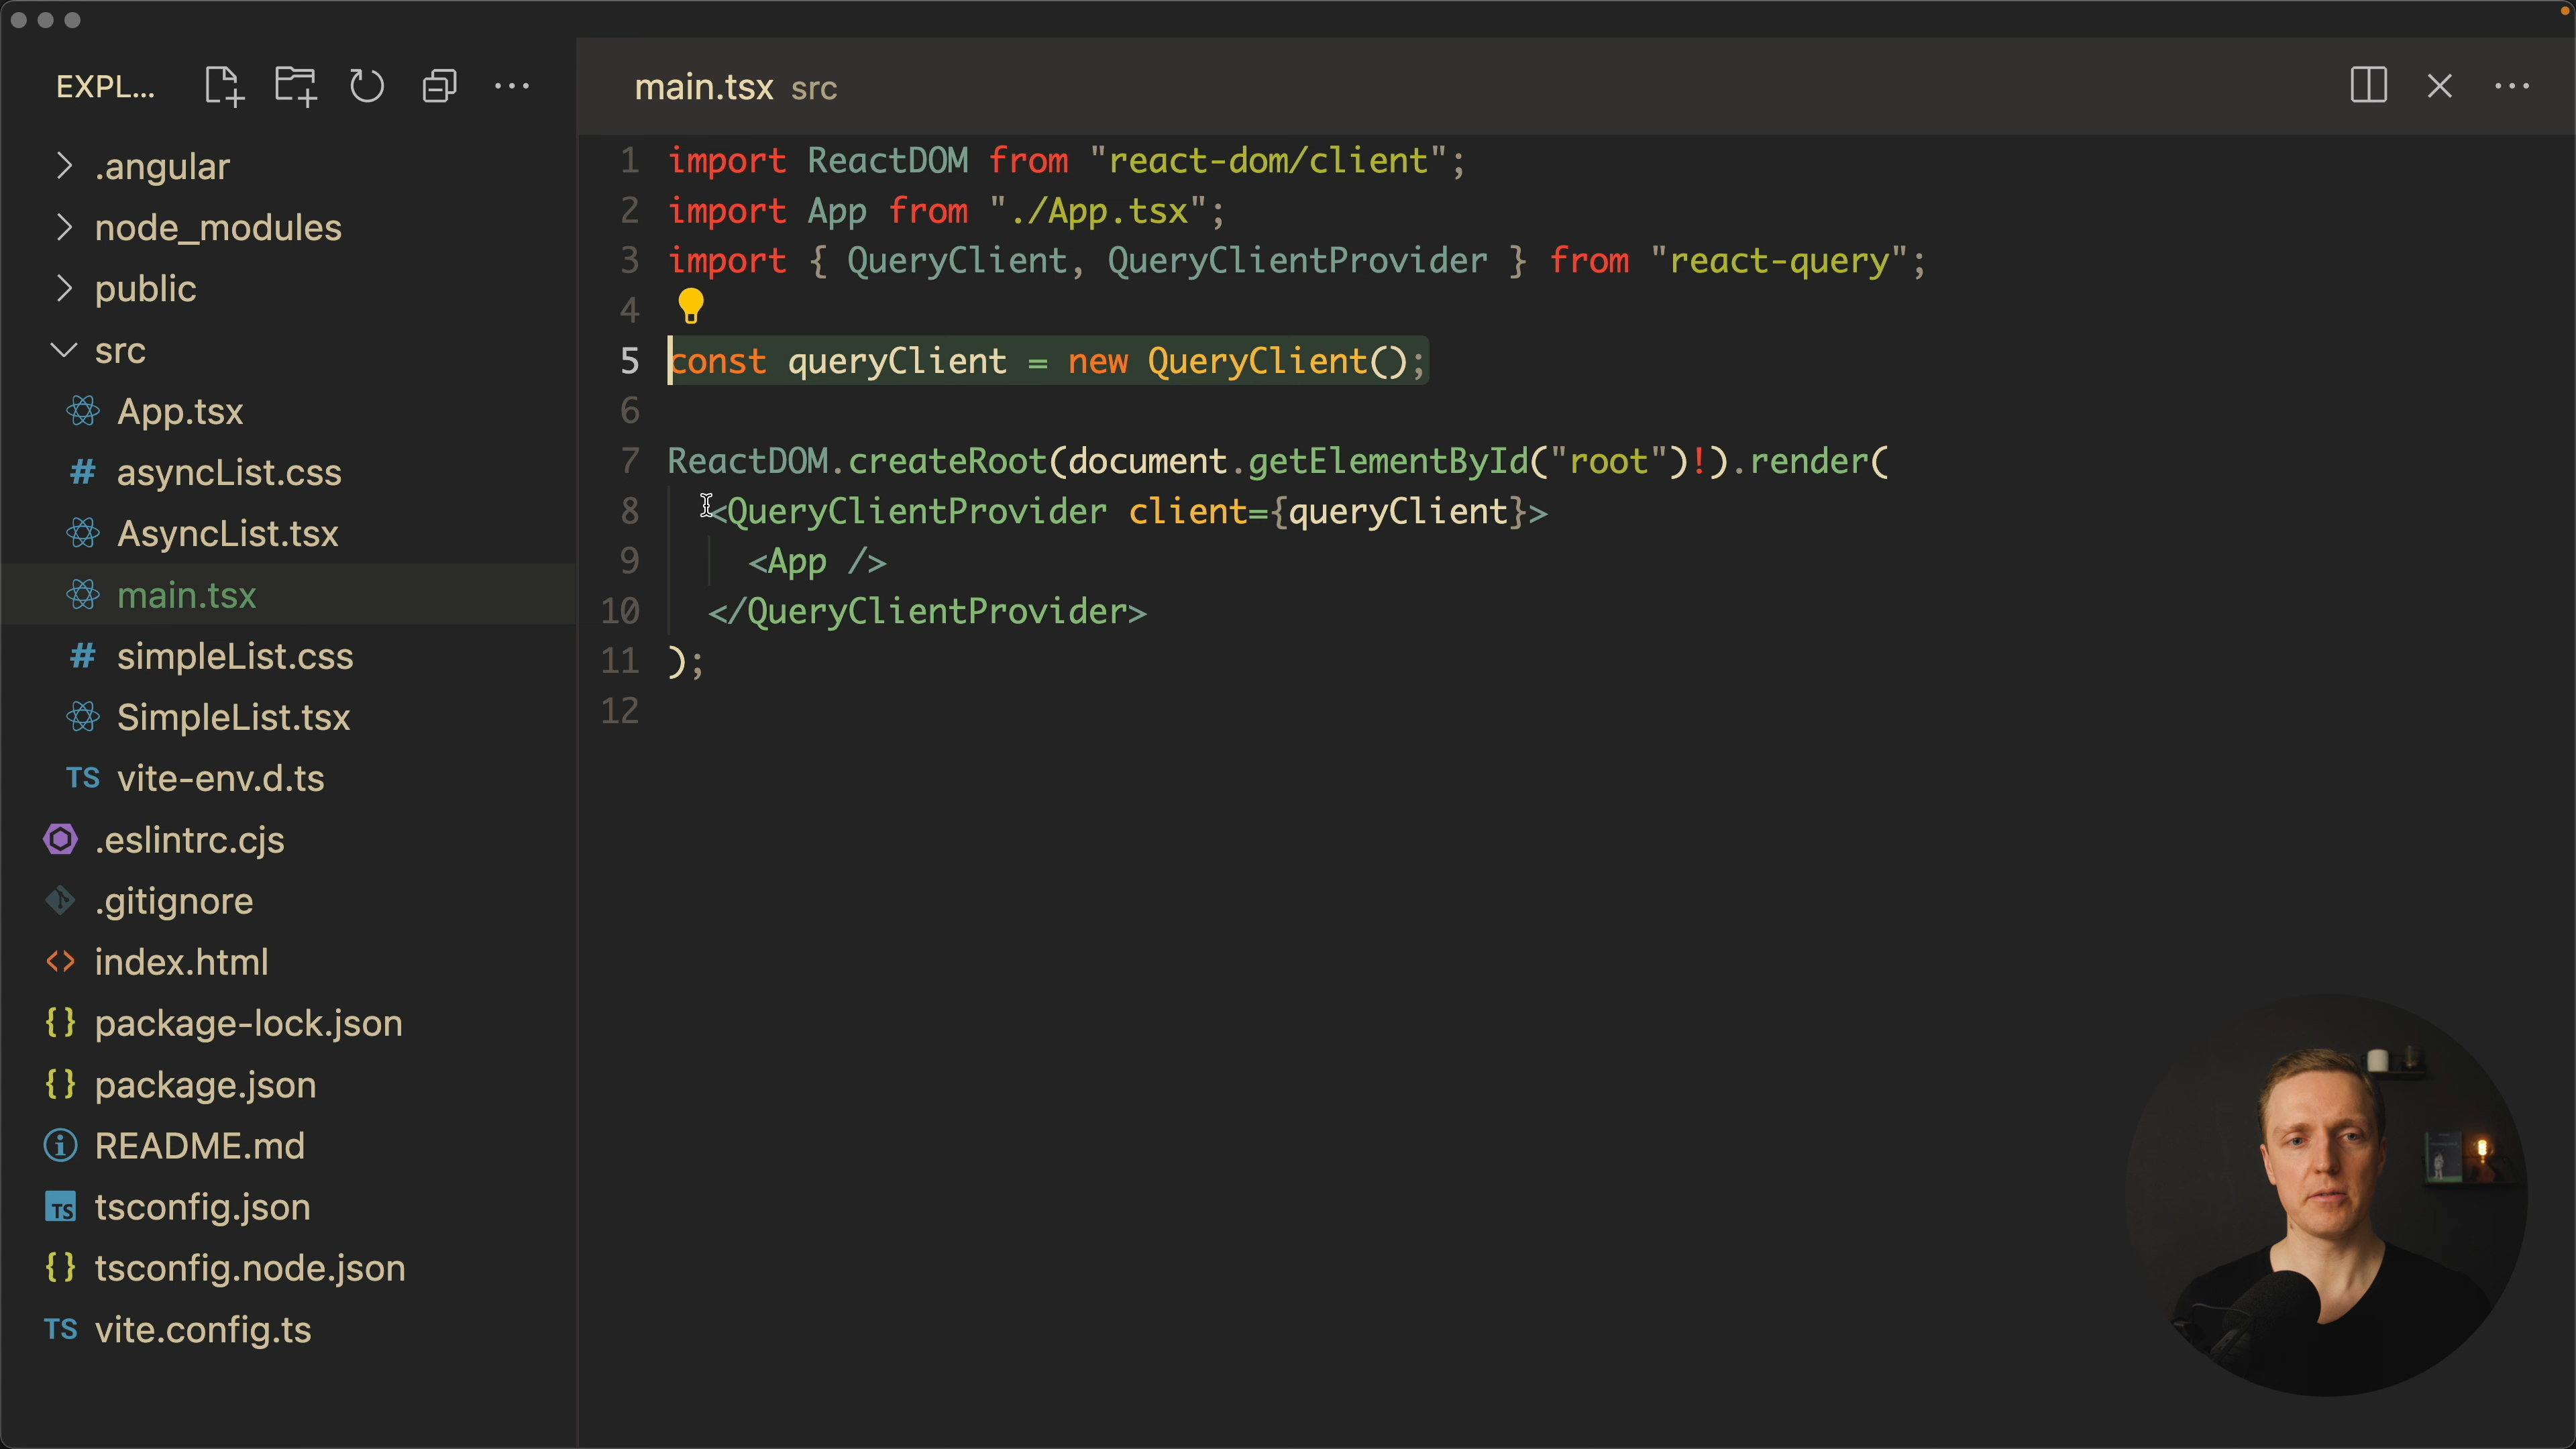 EXPL...
.angular
node_modules
public
src
App.tsx
# asyncList.css
AsyncList.tsx
main.tsx
# simpleList.css
SimpleList.tsx
TS vite-env.d.ts
.eslintrc.cjs
.gitignore
<> index.html
{} package-lock.json
{} package.json
README.md
TS tsconfig.json
{} tsconfig.node.json
TS vite.config.ts
main.tsx src
1 import ReactDOM from "react-dom/client";
2 import App from "./App.tsx";
3 import { QueryClient, QueryClientProvider } from "react-query";
4
5 const queryClient = new QueryClient();
6
7 ReactDOM.createRoot(document.getElementById("root")!).render(
8 <QueryClientProvider client={queryClient}>
9 <App />
10 </QueryClientProvider>
11 );
12